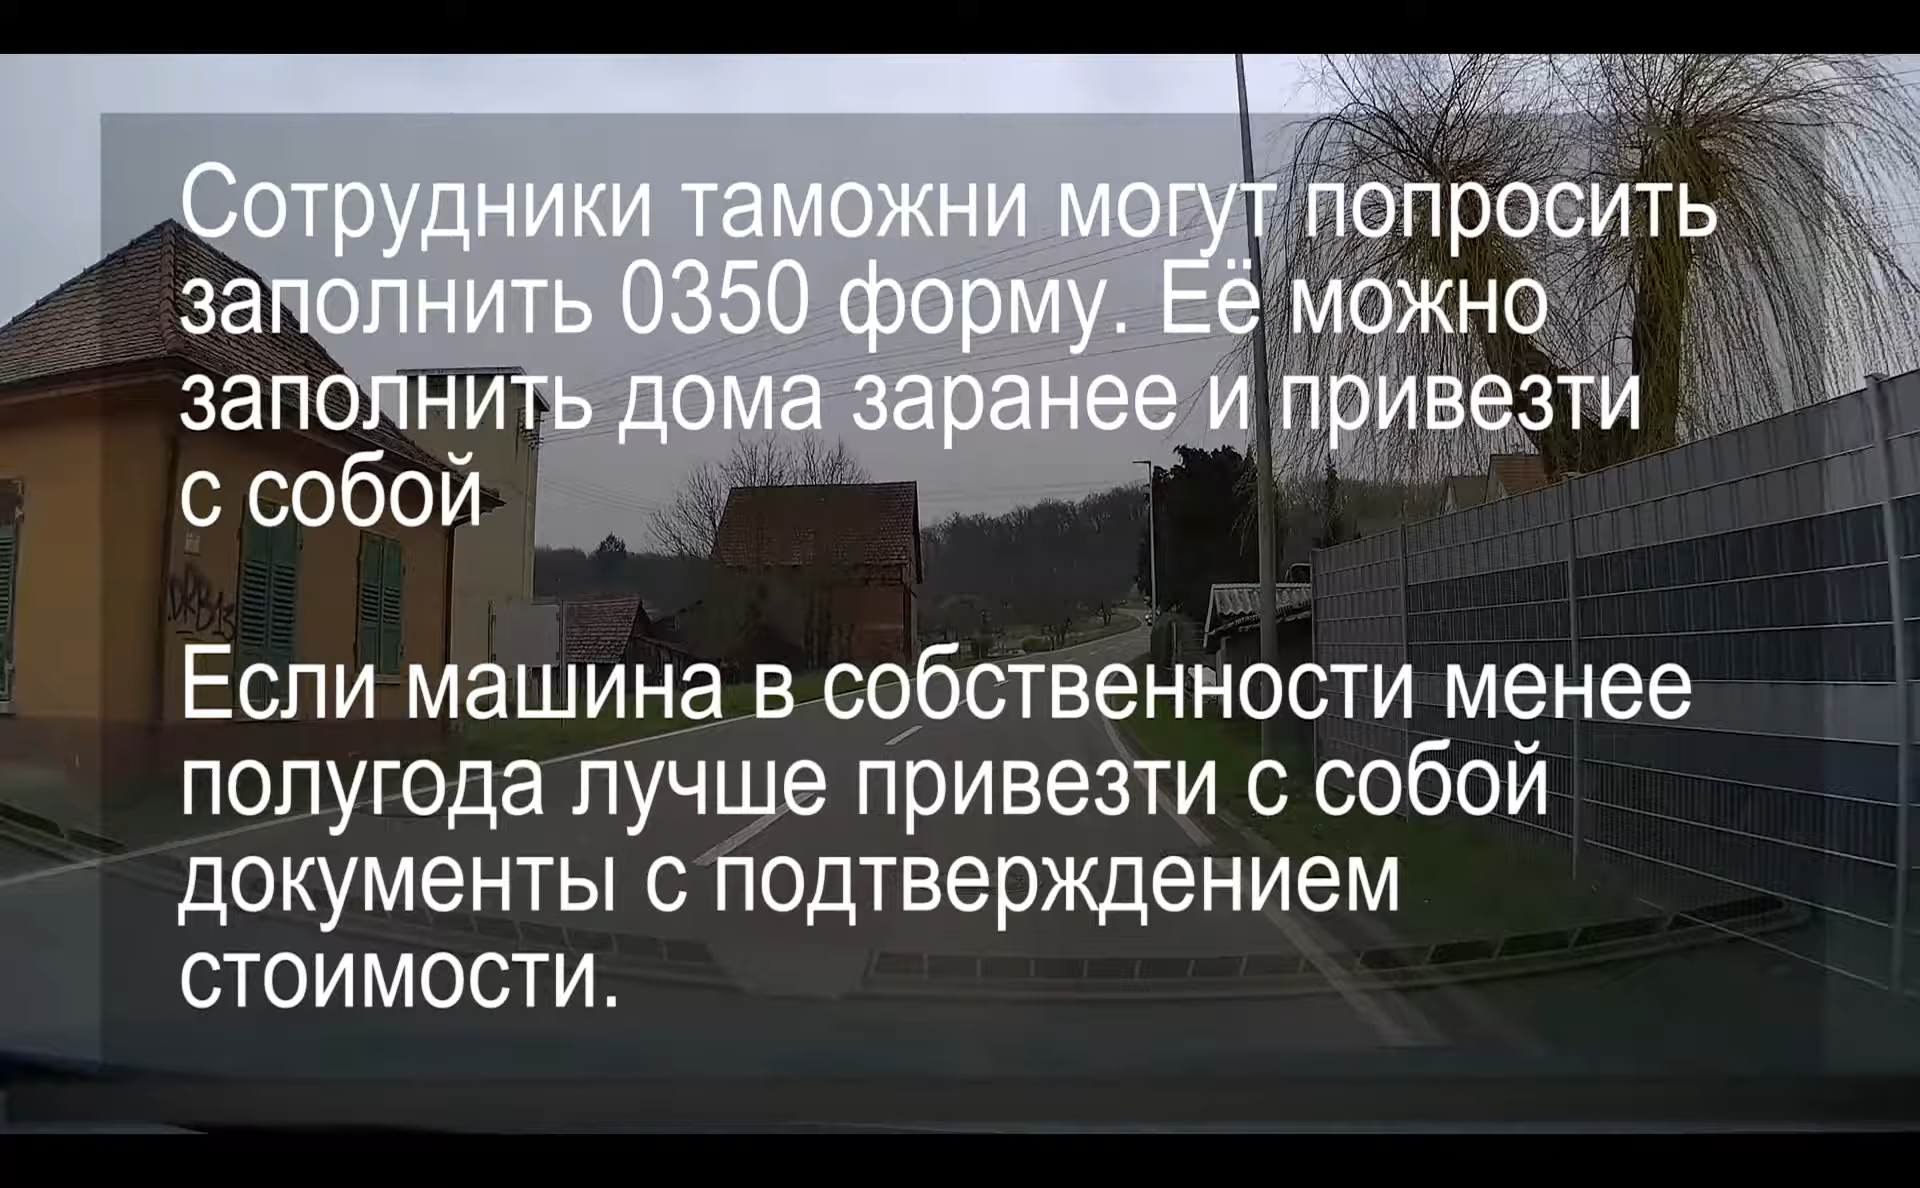 Сотрудники таможни могут попросить
заполнить 0350 форму. Её можно
заполнить дома заранее и привезти
с собой
Если машина в собственности менее
полугода лучше привезти с собой
документы с подтверждением
стоимости.
DRB13